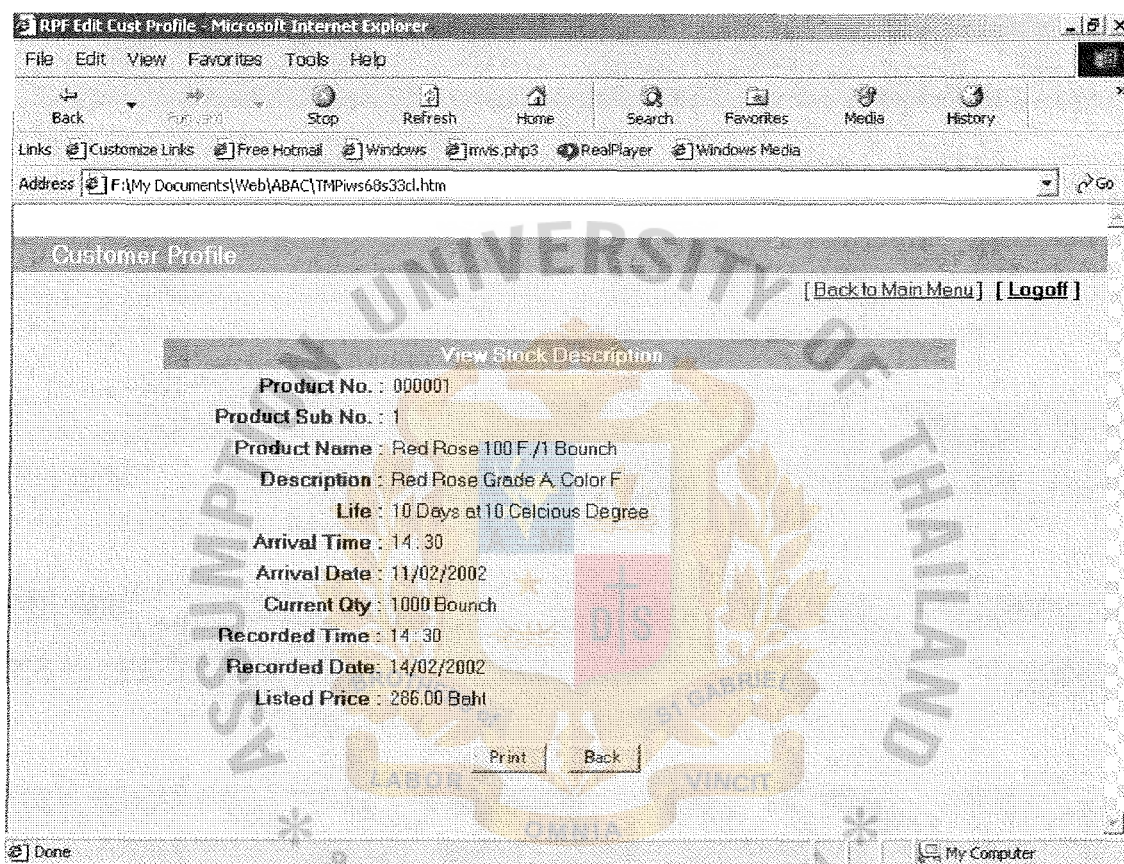 RPF Edit Cust Profile - Microsoft Internet Explorer
File Edit View Favorites Tools Help
Back Forward Stop Refresh Home Search Favorites Media History
Links Customize Links Free Hotmail Windows mvis.php3 RealPlayer Windows Media
Address F:\My Documents\Web\ABAC\TMPiws68s33cl.htm Go
Customer Profile
[ Back to Main Menu ] [ Logoff ]
View Stock Description
Product No. : 000001
Product Sub No. : 1
Product Name : Red Rose 100 F /1 Bounch
Description : Red Rose Grade A, Color F
Life : 10 Days at 10 Celcious Degree
Arrival Time : 14 : 30
Arrival Date : 11/02/2002
Current Qty : 1000 Bounch
Recorded Time : 14 : 30
Recorded Date: 14/02/2002
Listed Price : 286.00 Baht
Print Back
Done My Computer
ASSUMPTION UNIVERSITY OF THAILAND
D S
ST GABRIEL
LABOR
OMNIA
VINCIT